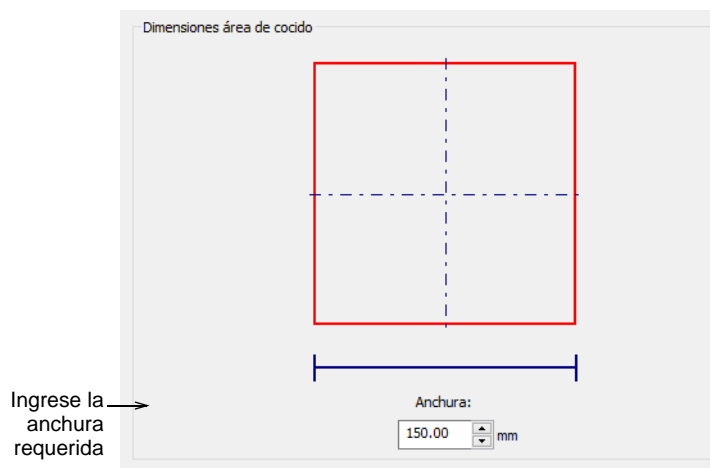 Dimensiones área de cocido
Ingrese la
anchura
requerida
Anchura:
150.00 mm